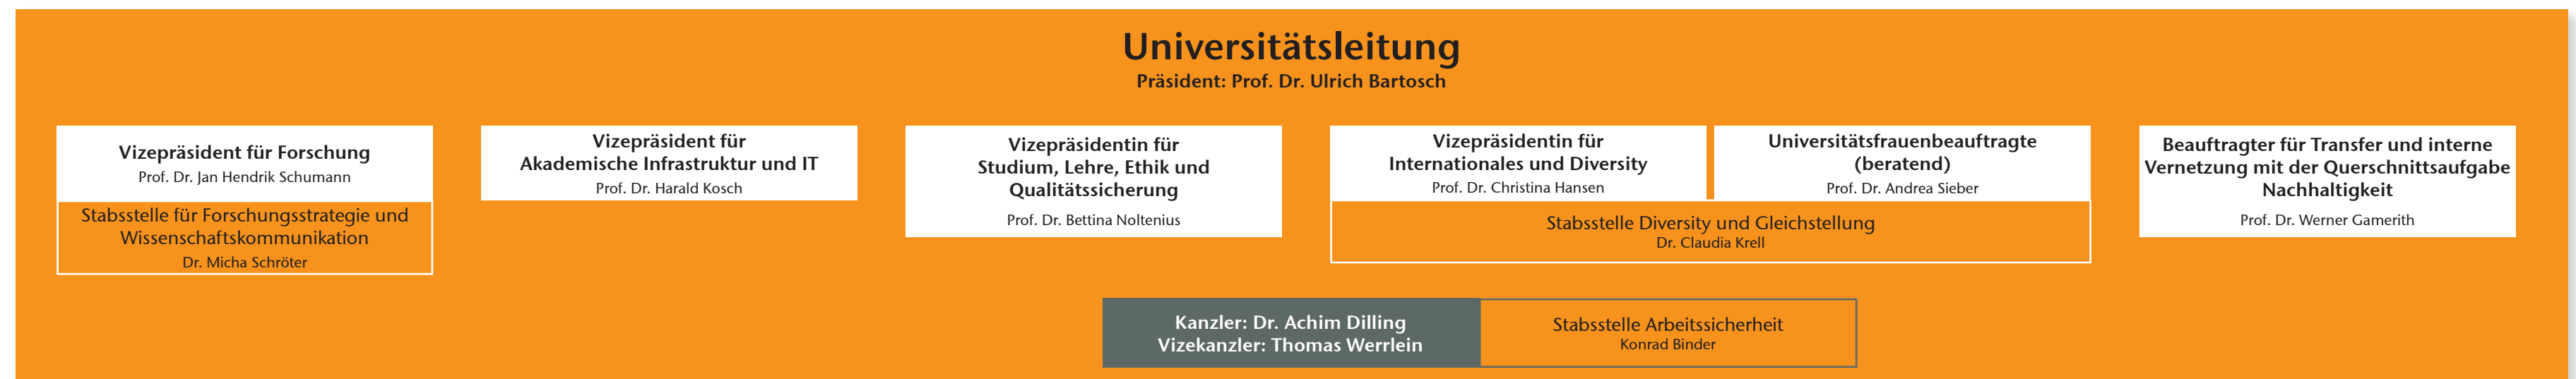 Universitätsleitung
Präsident: Prof. Dr. Ulrich Bartosch
Vizepräsident für Forschung
Prof. Dr. Jan Hendrik Schumann
Stabsstelle für Forschungsstrategie und
Wissenschaftskommunikation
Dr. Micha Schröter
Vizepräsident für
Akademische Infrastruktur und IT
Prof. Dr. Harald Kosch
Vizepräsidentin für
Studium, Lehre, Ethik und
Qualitätssicherung
Prof. Dr. Bettina Noltenius
Vizepräsidentin für
Internationales und Diversity
Prof. Dr. Christina Hansen
Universitätsfrauenbeauftragte
(beratend)
Prof. Dr. Andrea Sieber
Stabsstelle Diversity und Gleichstellung
Dr. Claudia Krell
Beauftragter für Transfer und interne
Vernetzung mit der Querschnittsaufgabe
Nachhaltigkeit
Prof. Dr. Werner Gamerith
Kanzler: Dr. Achim Dilling
Vizekanzler: Thomas Werrlein
Stabsstelle Arbeitssicherheit
Konrad Binder